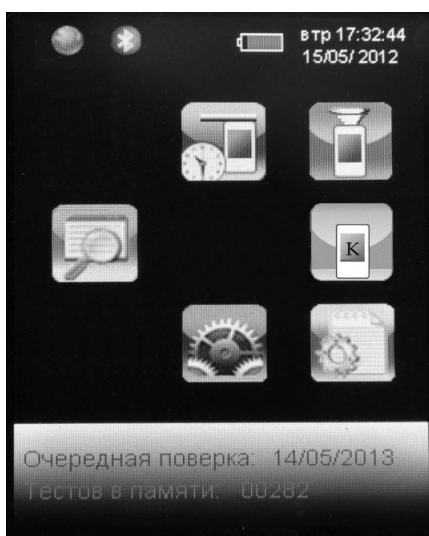 втр 17:32:44
15/05/ 2012
K
Очередная поверка: 14/05/2013
Тестов в памяти: 00282